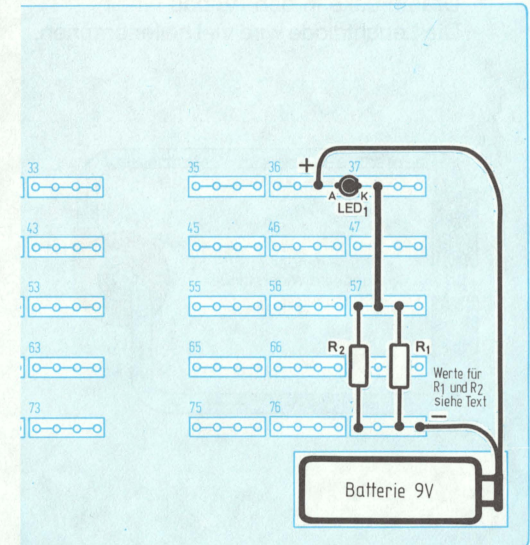 33 35 36 + 37
A K
LED1
43 45 46 47
53 55 56 57
R2 R1
63 65 66
Werte für
R1 und R2
siehe Text
73 75 76 −
Batterie 9V